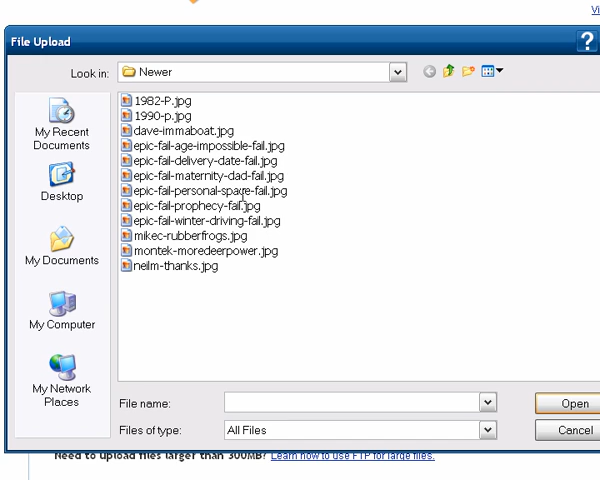 Vi
File Upload
?
Look in:
Newer
My Recent
Documents
Desktop
My Documents
My Computer
My Network
Places
1982-P.jpg
1990-p.jpg
dave-immaboat.jpg
epic-fail-age-impossible-fail.jpg
epic-fail-delivery-date-fail.jpg
epic-fail-maternity-dad-fail.jpg
epic-fail-personal-space-fail.jpg
epic-fail-prophecy-fail.jpg
epic-fail-winter-driving-fail.jpg
mikec-rubberfrogs.jpg
montek-moredeerpower.jpg
neilm-thanks.jpg
File name:
Open
Files of type:
All Files
Cancel
Need to upload files larger than 300MB? Learn how to use FTP for large files.